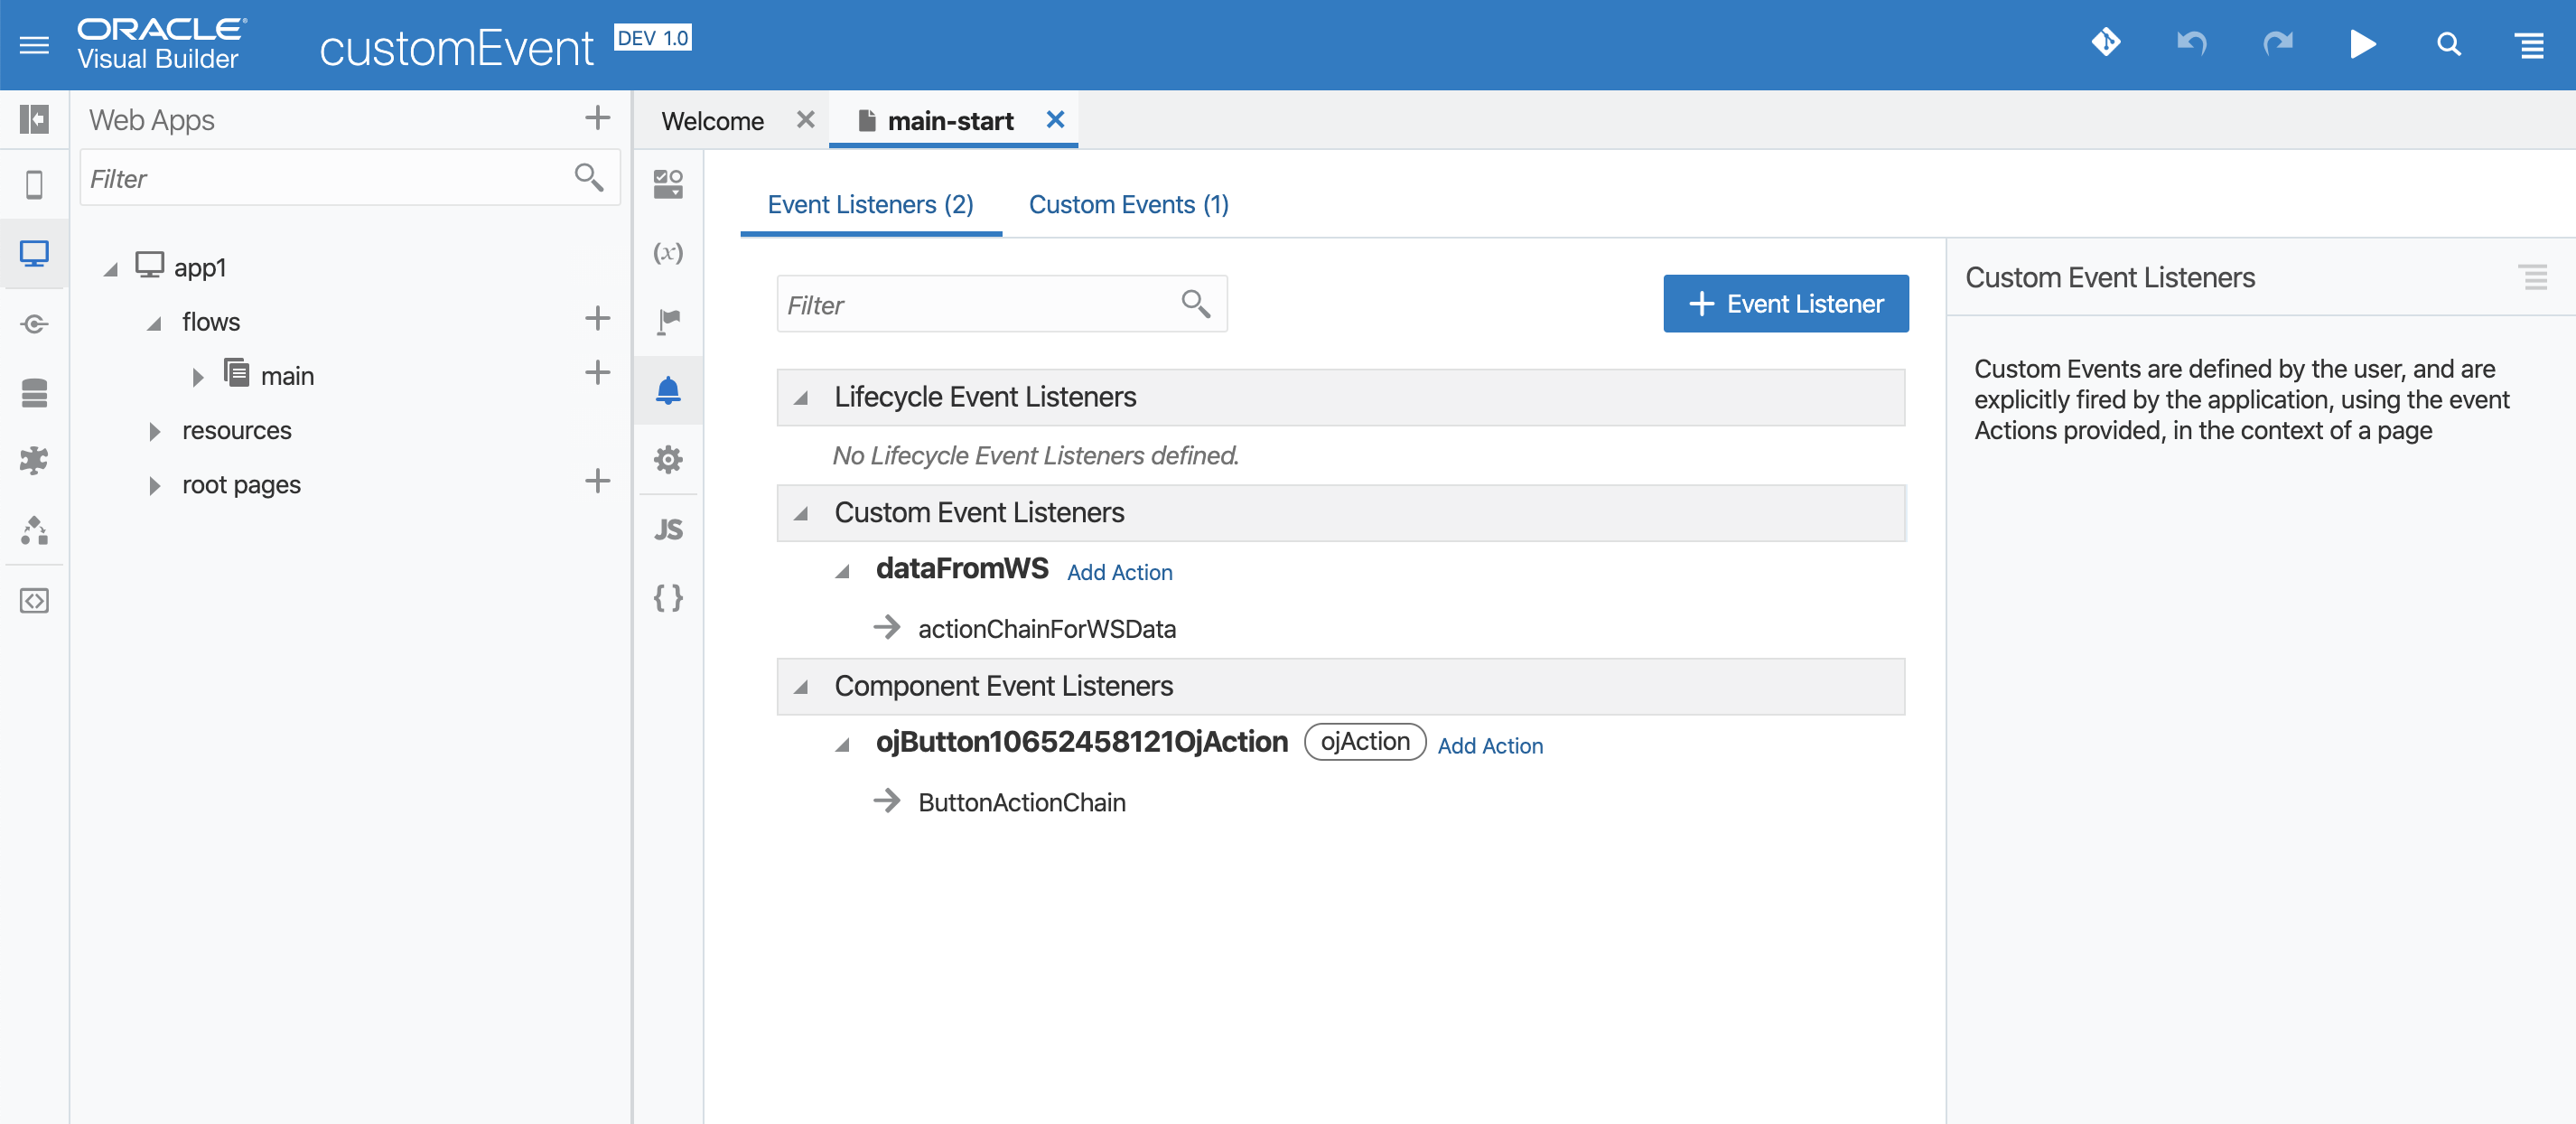 ORACLE
Visual Builder
customEvent DEV 1.0
Web Apps
Filter
app1
flows
main
resources
root pages
Welcome
main-start
(x)
JS
{ }
Event Listeners (2)
Custom Events (1)
Filter
Event Listener
Lifecycle Event Listeners
No Lifecycle Event Listeners defined.
Custom Event Listeners
dataFromWS Add Action
actionChainForWSData
Component Event Listeners
ojButton10652458121OjAction ojAction Add Action
ButtonActionChain
Custom Event Listeners
Custom Events are defined by the user, and are
explicitly fired by the application, using the event
Actions provided, in the context of a page